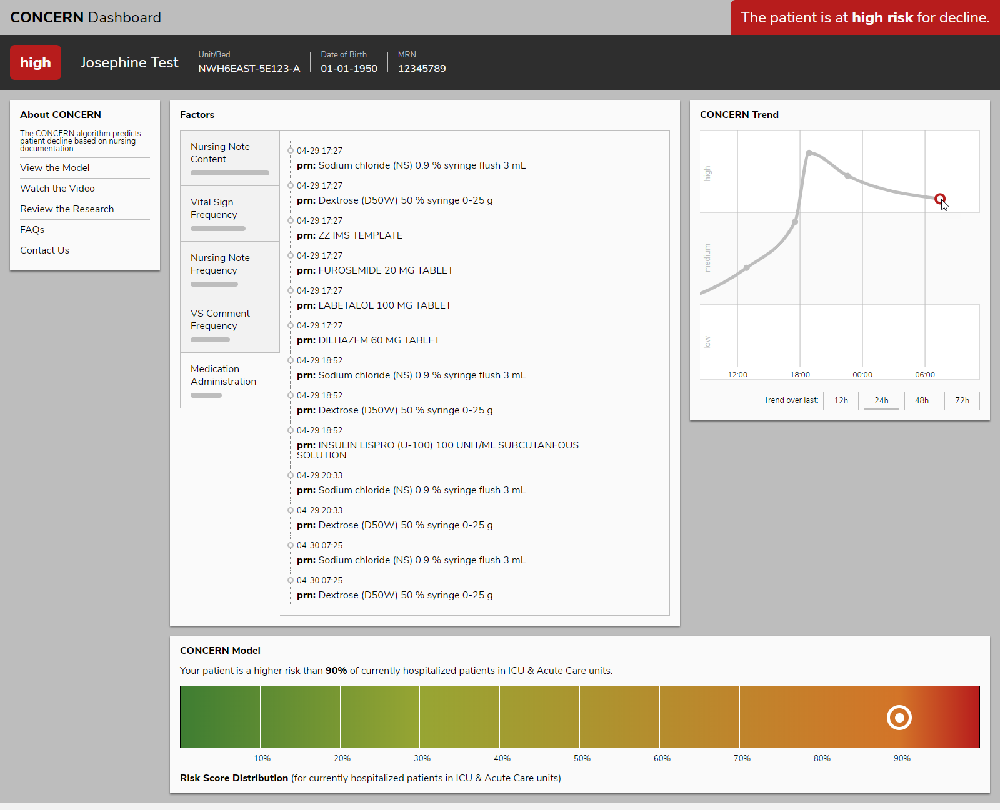 CONCERN Dashboard
The patient is at high risk for decline.
high
Josephine Test
Unit/Bed
NWH6EAST-5E123-A
Date of Birth
01-01-1950
MRN
12345789
About CONCERN
The CONCERN algorithm predicts
patient decline based on nursing
documentation.
View the Model
Watch the Video
Review the Research
FAQs
Contact Us
Factors
Nursing Note
Content
Vital Sign
Frequency
Nursing Note
Frequency
VS Comment
Frequency
Medication
Administration
04-29 17:27
prn: Sodium chloride (NS) 0.9 % syringe flush 3 mL
04-29 17:27
prn: Dextrose (D50W) 50 % syringe 0-25 g
04-29 17:27
prn: ZZ IMS TEMPLATE
04-29 17:27
prn: FUROSEMIDE 20 MG TABLET
04-29 17:27
prn: LABETALOL 100 MG TABLET
04-29 17:27
prn: DILTIAZEM 60 MG TABLET
04-29 18:52
prn: Sodium chloride (NS) 0.9 % syringe flush 3 mL
04-29 18:52
prn: Dextrose (D50W) 50 % syringe 0-25 g
04-29 18:52
prn: INSULIN LISPRO (U-100) 100 UNIT/ML SUBCUTANEOUS
SOLUTION
04-29 20:33
prn: Sodium chloride (NS) 0.9 % syringe flush 3 mL
04-29 20:33
prn: Dextrose (D50W) 50 % syringe 0-25 g
04-30 07:25
prn: Sodium chloride (NS) 0.9 % syringe flush 3 mL
04-30 07:25
prn: Dextrose (D50W) 50 % syringe 0-25 g
CONCERN Trend
high
medium
low
12:00 18:00 00:00 06:00
Trend over last: 12h 24h 48h 72h
CONCERN Model
Your patient is a higher risk than 90% of currently hospitalized patients in ICU & Acute Care units.
10% 20% 30% 40% 50% 60% 70% 80% 90%
Risk Score Distribution (for currently hospitalized patients in ICU & Acute Care units)